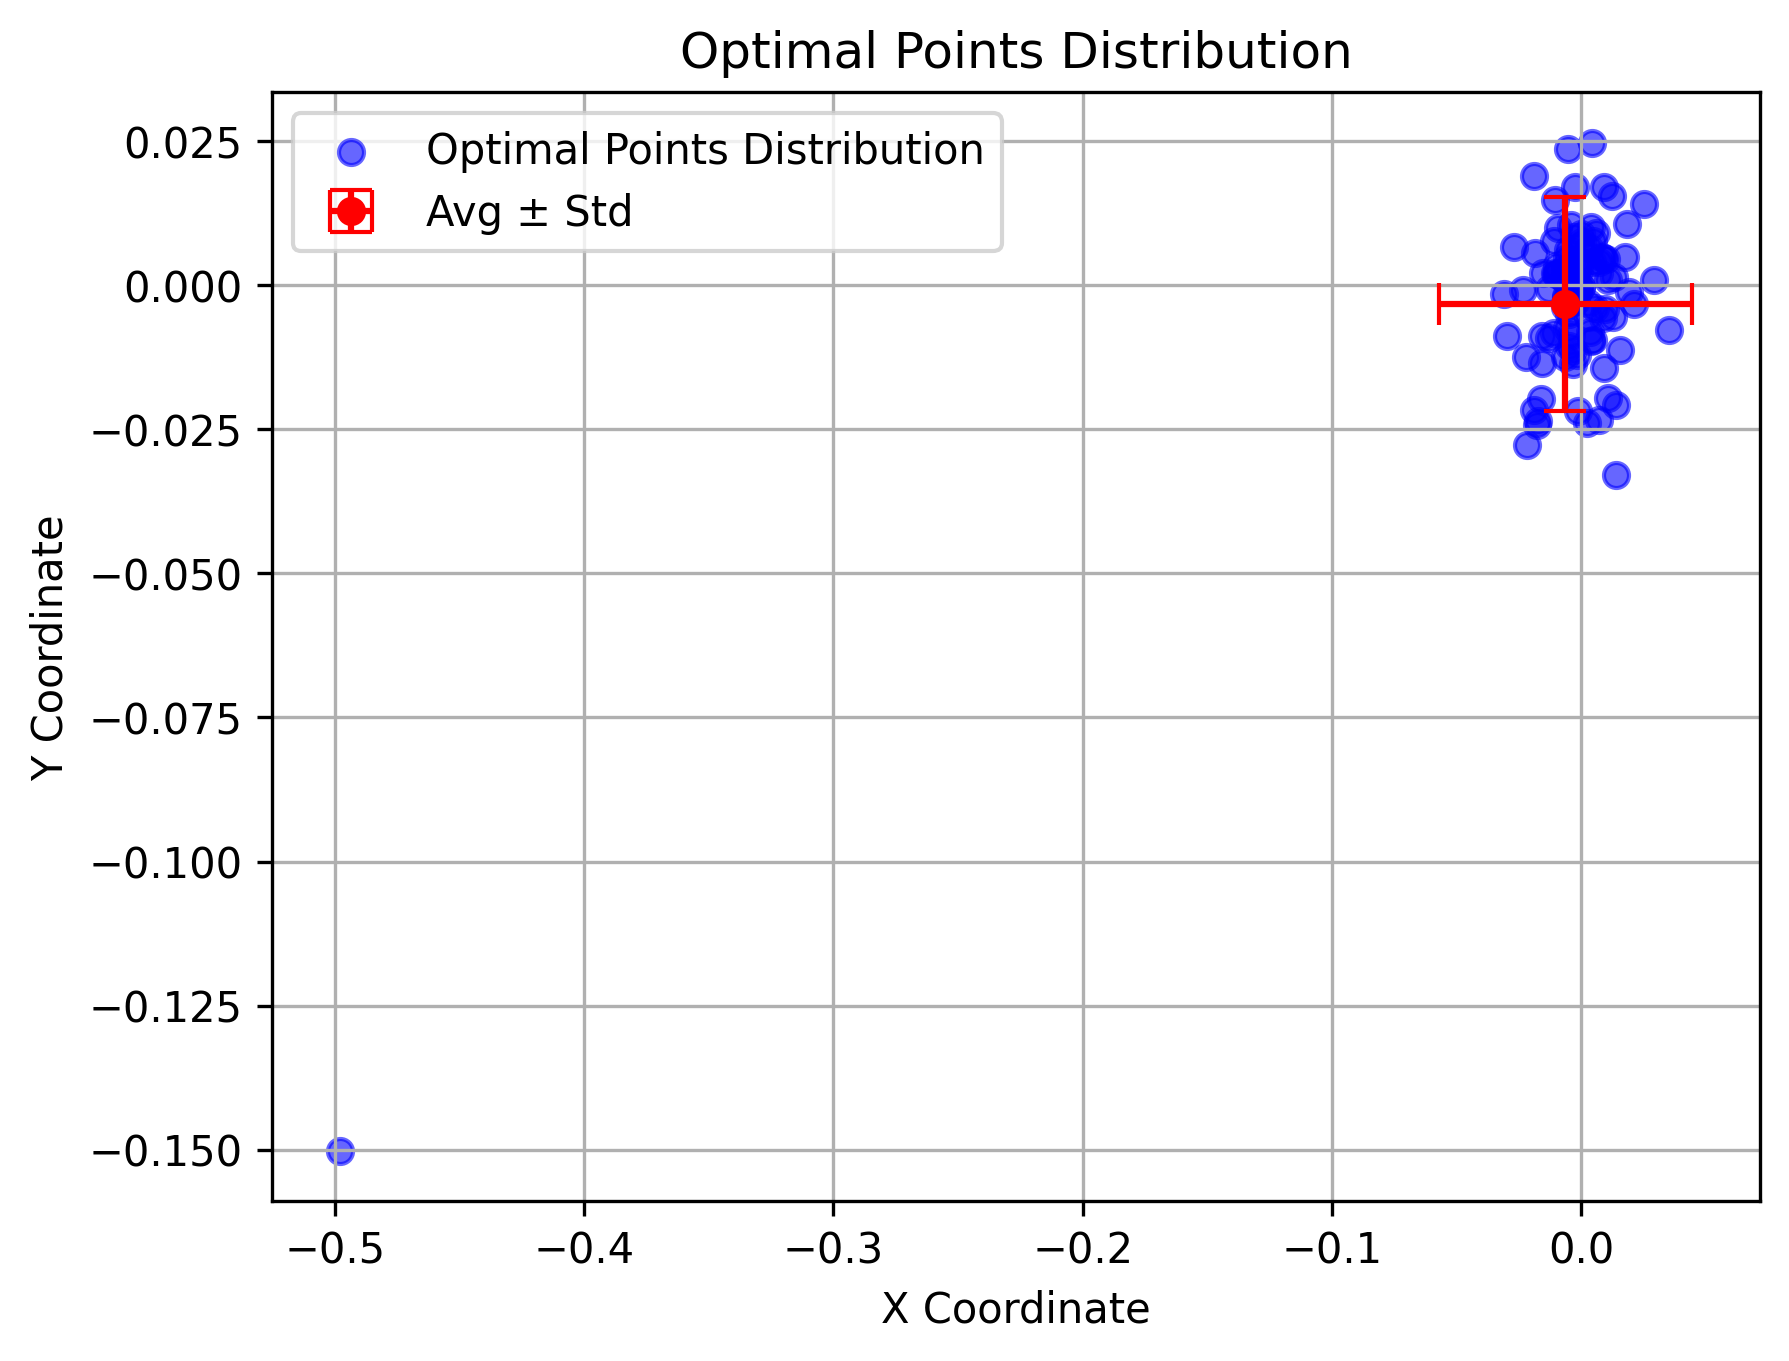 Optimal Points Distribution
Optimal Points Distribution
Avg ± Std
0.025
0.000
−0.025
−0.050
−0.075
−0.100
−0.125
−0.150
Y Coordinate
−0.5 −0.4 −0.3 −0.2 −0.1 0.0
X Coordinate